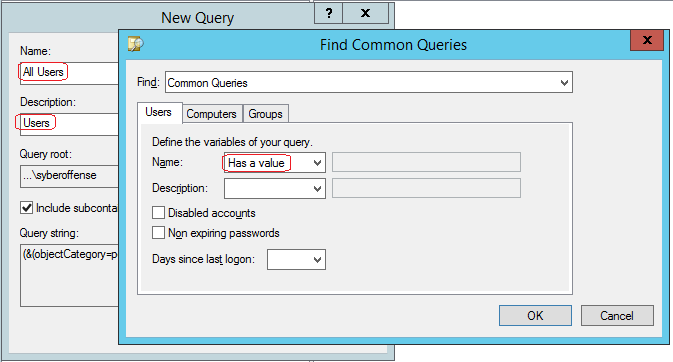 New Query
?
x
Name:
All Users
Description:
Users
Query root:
...\syberoffense
Include subconta
Query string:
(&(objectCategory=p
Find Common Queries
x
Find:
Common Queries
Users
Computers
Groups
Define the variables of your query.
Name:
Has a value
Description:
Disabled accounts
Non expiring passwords
Days since last logon:
OK
Cancel